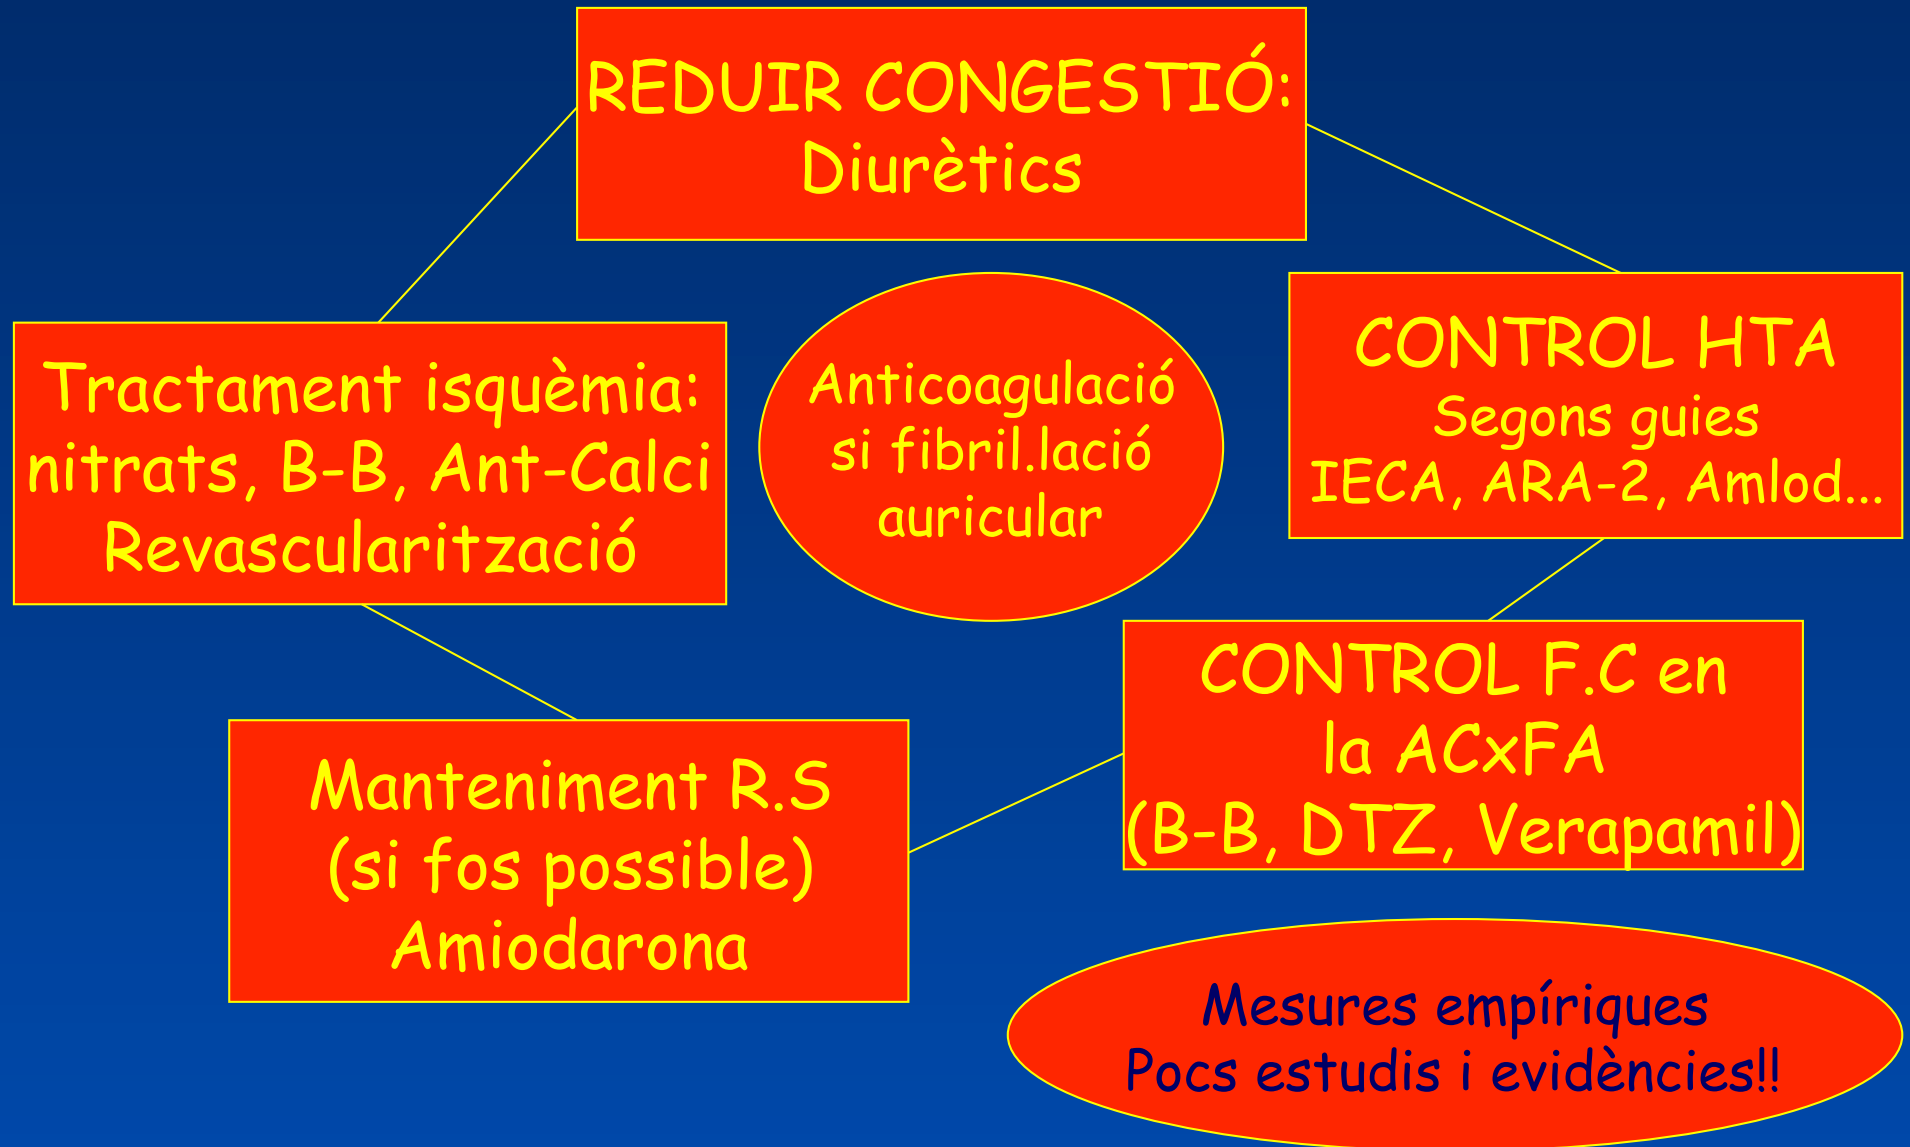 REDUIR CONGESTIÓ:
Diurètics
Tractament isquèmia:
nitrats, B-B, Ant-Calci
Revascularització
Anticoagulació
si fibril.lació
auricular
CONTROL HTA
Segons guies
IECA, ARA-2, Amlod...
Manteniment R.S
(si fos possible)
Amiodarona
CONTROL F.C en
la ACxFA
(B-B, DTZ, Verapamil)
Mesures empíriques
Pocs estudis i evidències!!